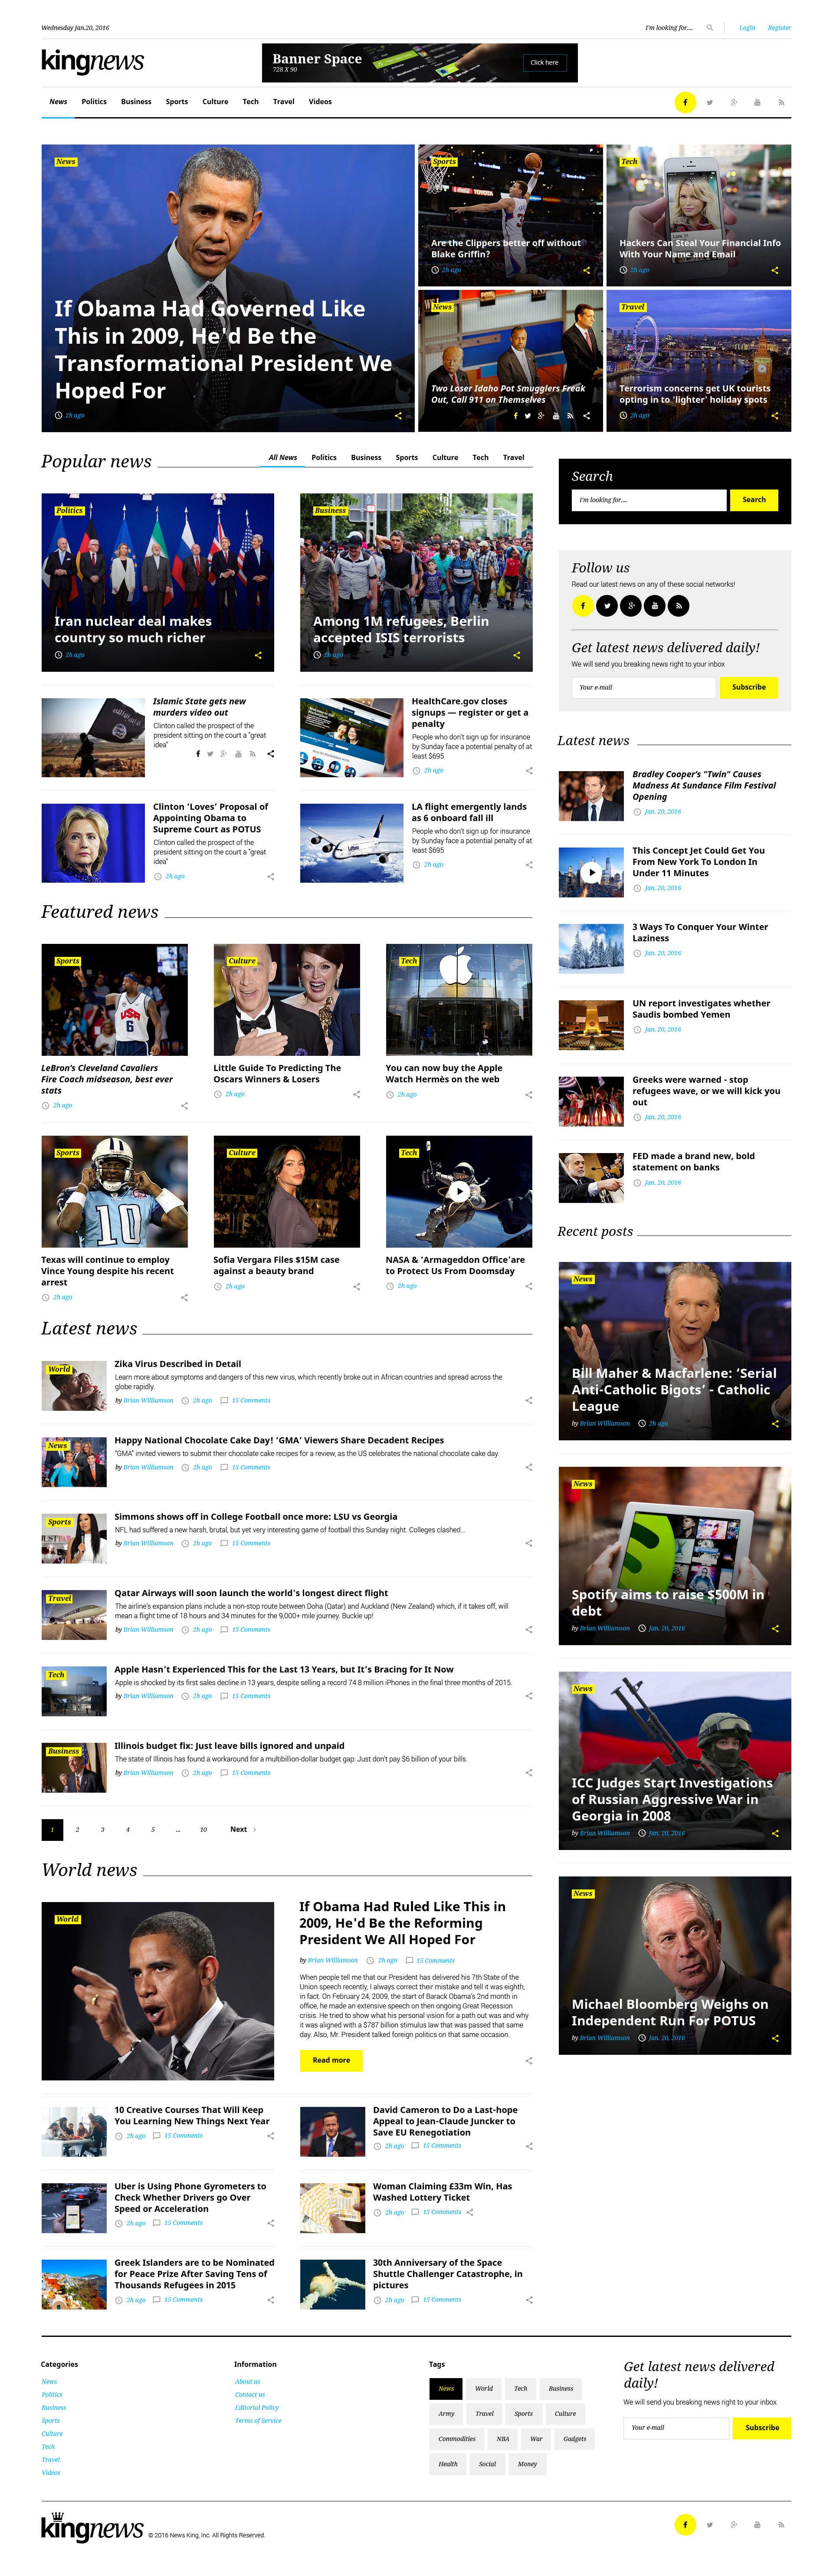 Wednesday Jan.20, 2016
I'm looking for....
Login
Register
kingnews
Banner Space
728 X 90
Click here
News
Politics
Business
Sports
Culture
Tech
Travel
Videos
News
If Obama Had Governed Like
This in 2009, He'd Be the
Transformational President We
Hoped For
2h ago
Sports
Are the Clippers better off without
Blake Griffin?
2h ago
Tech
Hackers Can Steal Your Financial Info
With Your Name and Email
2h ago
News
Two Loser Idaho Pot Smugglers Freak
Out, Call 911 on Themselves
Travel
Terrorism concerns get UK tourists
opting in to 'lighter' holiday spots
2h ago
Popular news
All News
Politics
Business
Sports
Culture
Tech
Travel
Politics
Iran nuclear deal makes
country so much richer
2h ago
Business
Among 1M refugees, Berlin
accepted ISIS terrorists
2h ago
Islamic State gets new
murders video out
Clinton called the prospect of the
president sitting on the court a "great
idea"
HealthCare.gov closes
signups — register or get a
penalty
People who don't sign up for insurance
by Sunday face a potential penalty of at
least $695
2h ago
Clinton ‘Loves’ Proposal of
Appointing Obama to
Supreme Court as POTUS
Clinton called the prospect of the
president sitting on the court a "great
idea"
2h ago
LA flight emergently lands
as 6 onboard fall ill
People who don't sign up for insurance
by Sunday face a potential penalty of at
least $695
2h ago
Search
I'm looking for....
Search
Follow us
Read our latest news on any of these social networks!
Get latest news delivered daily!
We will send you breaking news right to your inbox
Your e-mail
Subscribe
Latest news
Bradley Cooper's "Twin" Causes
Madness At Sundance Film Festival
Opening
Jan. 20, 2016
This Concept Jet Could Get You
From New York To London In
Under 11 Minutes
Jan. 20, 2016
3 Ways To Conquer Your Winter
Laziness
Jan. 20, 2016
UN report investigates whether
Saudis bombed Yemen
Jan. 20, 2016
Greeks were warned - stop
refugees wave, or we will kick you
out
Jan. 20, 2016
FED made a brand new, bold
statement on banks
Jan. 20, 2016
Featured news
Sports
USA
6
LeBron's Cleveland Cavaliers
Fire Coach midseason, best ever
stats
2h ago
Culture
Little Guide To Predicting The
Oscars Winners & Losers
2h ago
Tech
You can now buy the Apple
Watch Hermès on the web
2h ago
Sports
10
Texas will continue to employ
Vince Young despite his recent
arrest
2h ago
Culture
Sofia Vergara Files $15M case
against a beauty brand
2h ago
Tech
NASA & ‘Armageddon Office’are
to Protect Us From Doomsday
2h ago
Recent posts
News
Bill Maher & Macfarlene: ‘Serial
Anti-Catholic Bigots’ - Catholic
League
by Brian Williamson
2h ago
News
Spotify aims to raise $500M in
debt
by Brian Williamson
Jan. 20, 2016
News
ICC Judges Start Investigations
of Russian Aggressive War in
Georgia in 2008
by Brian Williamson
Jan. 20, 2016
News
Michael Bloomberg Weighs on
Independent Run For POTUS
by Brian Williamson
Jan. 20, 2016
Latest news
World
Zika Virus Described in Detail
Learn more about symptoms and dangers of this new virus, which recently broke out in African countries and spread across the
globe rapidly.
by Brian Williamson
2h ago
15 Comments
News
Happy National Chocolate Cake Day! ‘GMA’ Viewers Share Decadent Recipes
"GMA" invited viewers to submit their chocolate cake recipes for a review, as the US celebrates the national chocolate cake day.
by Brian Williamson
2h ago
15 Comments
Sports
Simmons shows off in College Football once more: LSU vs Georgia
NFL had suffered a new harsh, brutal, but yet very interesting game of football this Sunday night. Colleges clashed...
by Brian Williamson
2h ago
15 Comments
Travel
Qatar Airways will soon launch the world's longest direct flight
The airline's expansion plans include a non-stop route between Doha (Qatar) and Auckland (New Zealand) which, if it takes off, will
mean a flight time of 18 hours and 34 minutes for the 9,000+ mile journey. Buckle up!
by Brian Williamson
2h ago
15 Comments
Tech
Apple Hasn’t Experienced This for the Last 13 Years, but It’s Bracing for It Now
Apple is shocked by its first sales decline in 13 years, despite selling a record 74.8 million iPhones in the final three months of 2015.
by Brian Williamson
2h ago
15 Comments
Business
Illinois budget fix: Just leave bills ignored and unpaid
The state of Illinois has found a workaround for a multibillion-dollar budget gap: Just don't pay $6 billion of your bills.
by Brian Williamson
2h ago
15 Comments
1
2
3
4
5
...
10
Next
World news
World
If Obama Had Ruled Like This in
2009, He'd Be the Reforming
President We All Hoped For
by Brian Williamson
2h ago
15 Comments
When people tell me that our President has delivered his 7th State of the
Union speech recently, I always correct their mistake and tell it was eighth,
in fact. On February 24, 2009, the start of Barack Obama's 2nd month in
office, he made an extensive speech on then ongoing Great Recession
crisis. He tried to show what his personal vision for a path out was and why
it was aligned with a $787 billion stimulus law that was passed that same
day. Also, Mr. President talked foreign politics on that same occasion.
Read more
10 Creative Courses That Will Keep
You Learning New Things Next Year
2h ago
15 Comments
David Cameron to Do a Last-hope
Appeal to Jean-Claude Juncker to
Save EU Renegotiation
2h ago
15 Comments
Uber is Using Phone Gyrometers to
Check Whether Drivers go Over
Speed or Acceleration
2h ago
15 Comments
Woman Claiming £33m Win, Has
Washed Lottery Ticket
2h ago
15 Comments
Greek Islanders are to be Nominated
for Peace Prize After Saving Tens of
Thousands Refugees in 2015
2h ago
15 Comments
30th Anniversary of the Space
Shuttle Challenger Catastrophe, in
pictures
2h ago
15 Comments
Categories
News
Politics
Business
Sports
Culture
Tech
Travel
Videos
Information
About us
Contact us
Editorial Policy
Terms of Service
Tags
News
World
Tech
Business
Army
Travel
Sports
Culture
Commodities
NBA
War
Gadgets
Health
Social
Money
Get latest news delivered
daily!
We will send you breaking news right to your inbox
Your e-mail
Subscribe
kingnews
© 2016 News King, Inc. All Rights Reserved.